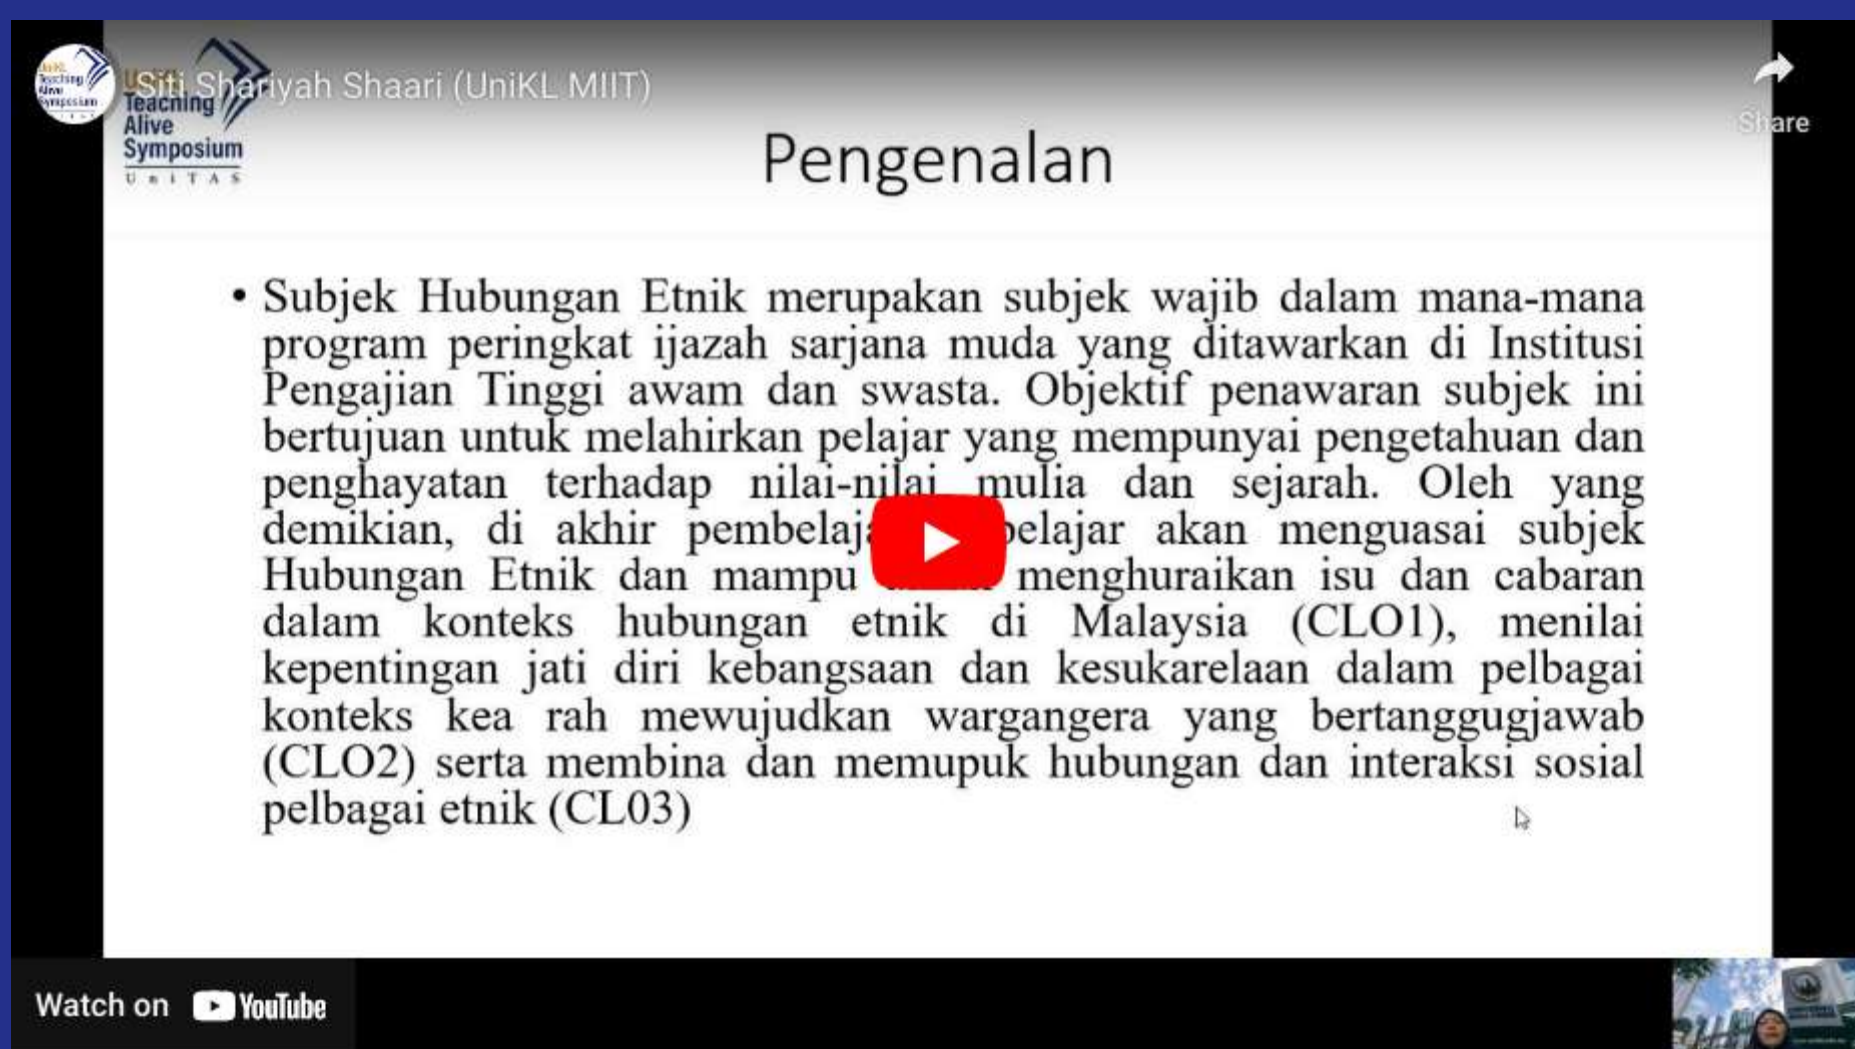 Siti Shariyah Shaari (UniKL MIIT)
Share
UniKL
Teaching
Alive
Symposium
UniTAS
Pengenalan
• Subjek Hubungan Etnik merupakan subjek wajib dalam mana-mana
program peringkat ijazah sarjana muda yang ditawarkan di Institusi
Pengajian Tinggi awam dan swasta. Objektif penawaran subjek ini
bertujuan untuk melahirkan pelajar yang mempunyai pengetahuan dan
penghayatan terhadap nilai-nilai mulia dan sejarah. Oleh yang
demikian, di akhir pelajar akan menguasai subjek
Hubungan Etnik dan mampu menghuraikan isu dan cabaran
dalam konteks hubungan etnik di Malaysia (CLO1), menilai
kepentingan jati diri kebangsaan dan kesukarelaan dalam pelbagai
konteks kea rah mewujudkan wargangera yang bertanggugjawab
(CLO2) serta membina dan memupuk hubungan dan interaksi sosial
pelbagai etnik (CL03)
Watch on YouTube